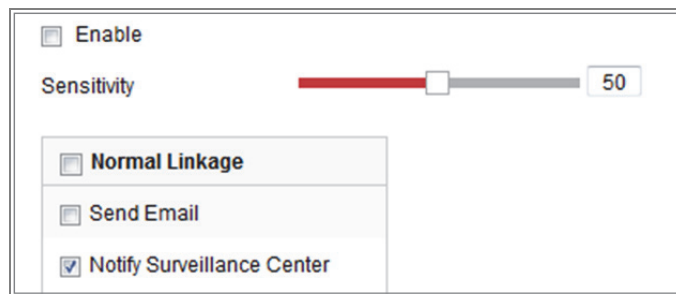 Enable
Sensitivity 50
Normal Linkage
Send Email
Notify Surveillance Center